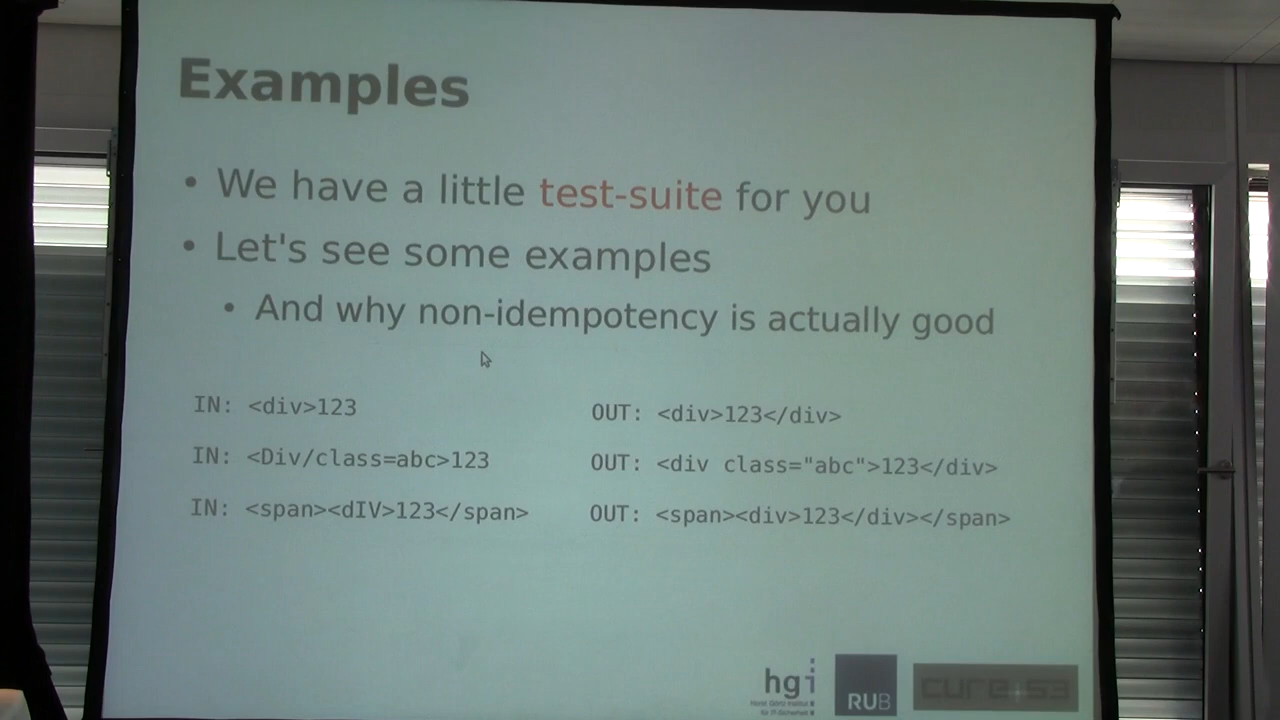 Examples
• We have a little test-suite for you
• Let's see some examples
• And why non-idempotency is actually good
IN: <div>123
OUT: <div>123</div>
IN: <Div/class=abc>123
OUT: <div class="abc">123</div>
IN: <span><dIV>123</span>
OUT: <span><div>123</div></span>
hgi
Horst Görtz Institut
für IT-Sicherheit
RUB
cure+53